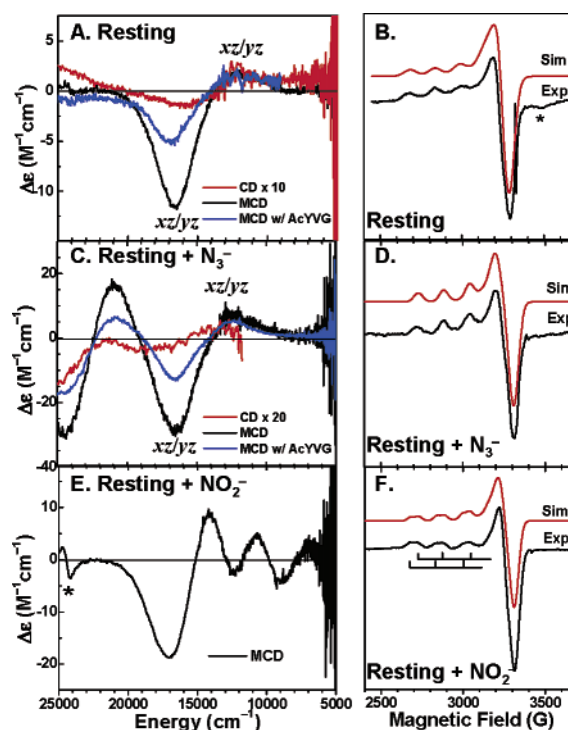 A. Resting
xz/yz
5
0
-5
-10
Δε (M⁻¹cm⁻¹)
xz/yz
CD x 10
MCD
MCD w/ AcYVG
B.
Sim
Exp
*
Resting
C. Resting + N₃⁻
xz/yz
20
0
-20
-40
Δε (M⁻¹cm⁻¹)
xz/yz
CD x 20
MCD
MCD w/ AcYVG
D.
Sim
Exp
Resting + N₃⁻
E. Resting + NO₂⁻
10
0
-10
-20
Δε (M⁻¹cm⁻¹)
*
MCD
25000 20000 15000 10000 5000
Energy (cm⁻¹)
F.
Sim
Exp
Resting + NO₂⁻
2500 3000 3500
Magnetic Field (G)